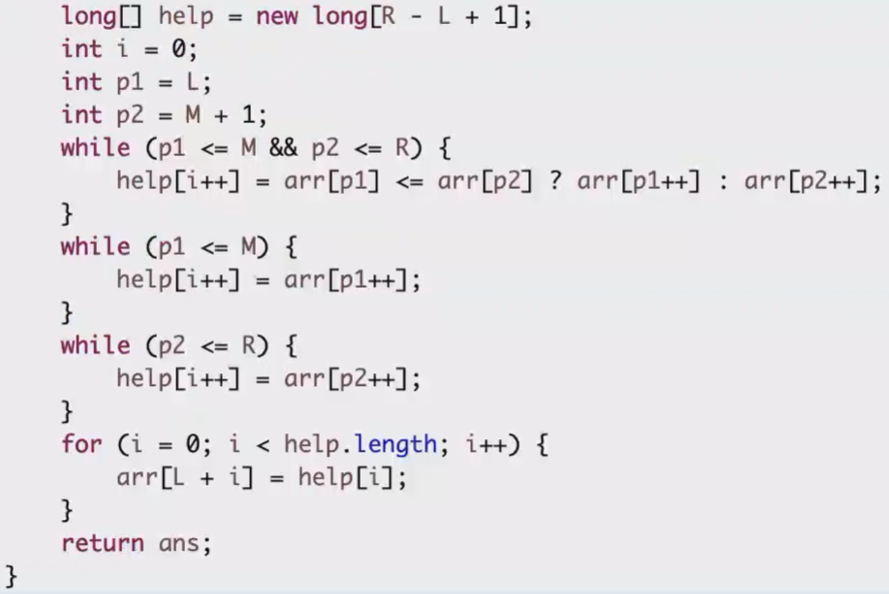 long[] help = new long[R - L + 1];
int i = 0;
int p1 = L;
int p2 = M + 1;
while (p1 <= M && p2 <= R) {
help[i++] = arr[p1] <= arr[p2] ? arr[p1++] : arr[p2++];
}
while (p1 <= M) {
help[i++] = arr[p1++];
}
while (p2 <= R) {
help[i++] = arr[p2++];
}
for (i = 0; i < help.length; i++) {
arr[L + i] = help[i];
}
return ans;
}